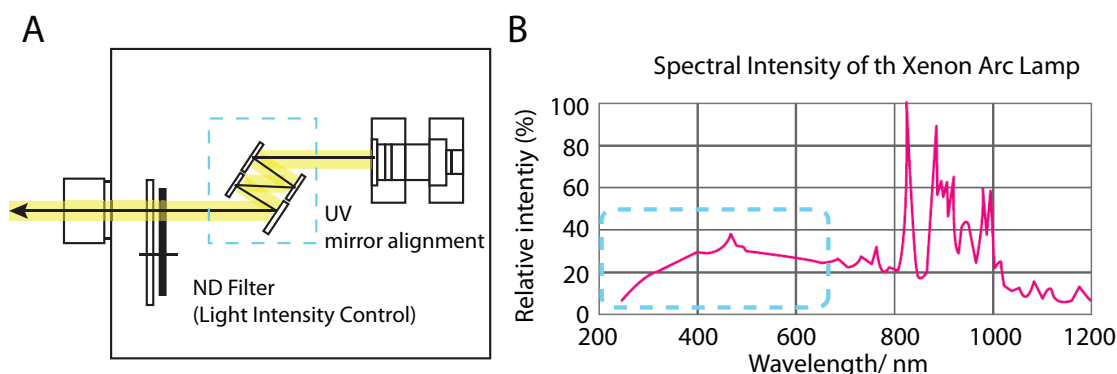 A
UV
mirror alignment
ND Filter
(Light Intensity Control)
B
Spectral Intensity of th Xenon Arc Lamp
Relative intentiy (%)
100
80
60
40
20
0
200
400
600
800
1000
1200
Wavelength/ nm